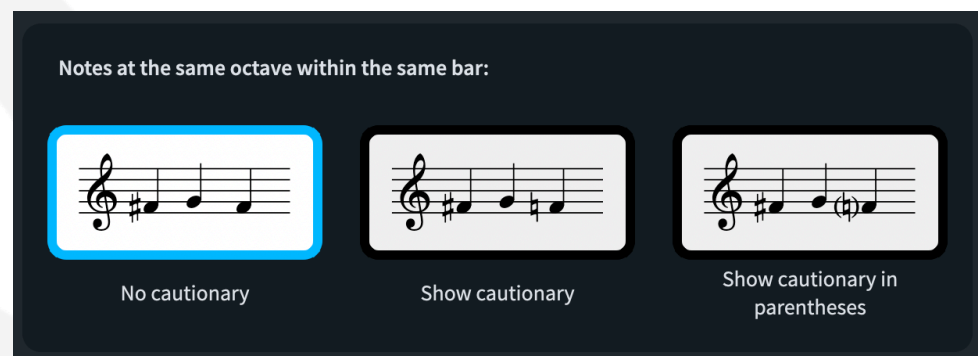 Notes at the same octave within the same bar:
No cautionary
Show cautionary
Show cautionary in
parentheses